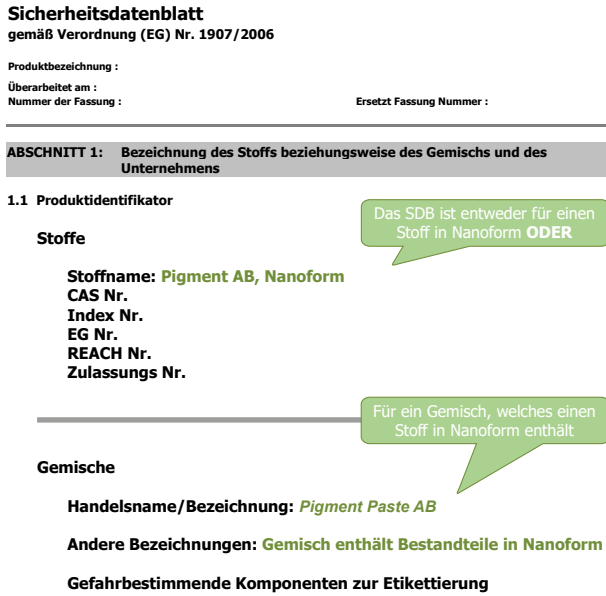 Sicherheitsdatenblatt
gemäß Verordnung (EG) Nr. 1907/2006
Produktbezeichnung :
Überarbeitet am :
Nummer der Fassung : Ersetzt Fassung Nummer :
ABSCHNITT 1: Bezeichnung des Stoffs beziehungsweise des Gemischs und des
Unternehmens
1.1 Produktidentifikator
Das SDB ist entweder für einen
Stoff in Nanoform ODER
Stoffe
Stoffname: Pigment AB, Nanoform
CAS Nr.
Index Nr.
EG Nr.
REACH Nr.
Zulassungs Nr.
Für ein Gemisch, welches einen
Stoff in Nanoform enthält
Gemische
Handelsname/Bezeichnung: Pigment Paste AB
Andere Bezeichnungen: Gemisch enthält Bestandteile in Nanoform
Gefahrbestimmende Komponenten zur Etikettierung